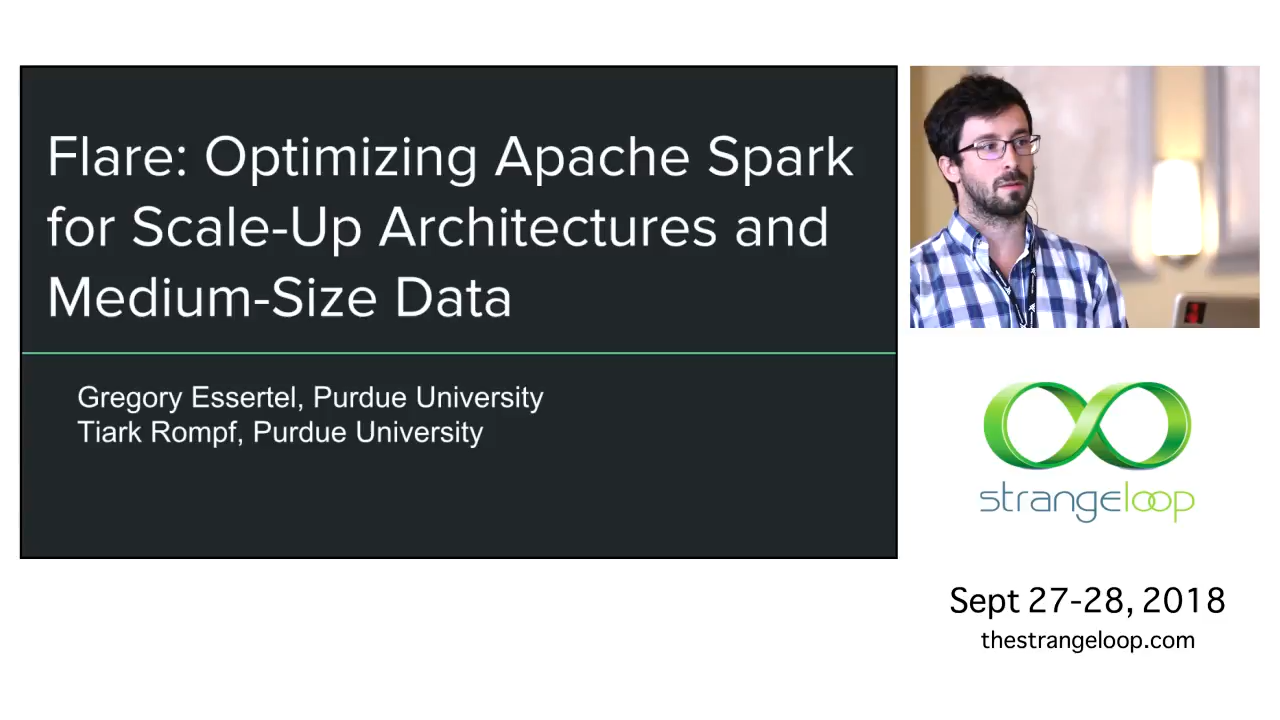 Flare: Optimizing Apache Spark
for Scale-Up Architectures and
Medium-Size Data
Gregory Essertel, Purdue University
Tiark Rompf, Purdue University
strangeloop
Sept 27-28, 2018
thestrangeloop.com